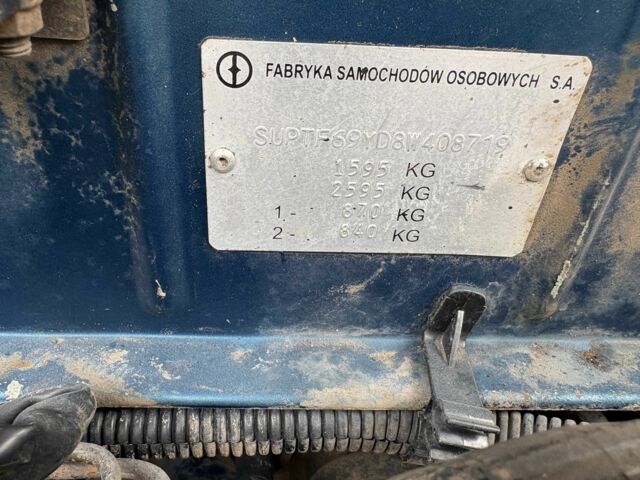 FABRYKA SAMOCHODÓW OSOBOWYCH S.A.
SUPTF69YD8W408719
1595 KG
2595 KG
1.- 870 KG
2.- 840 KG